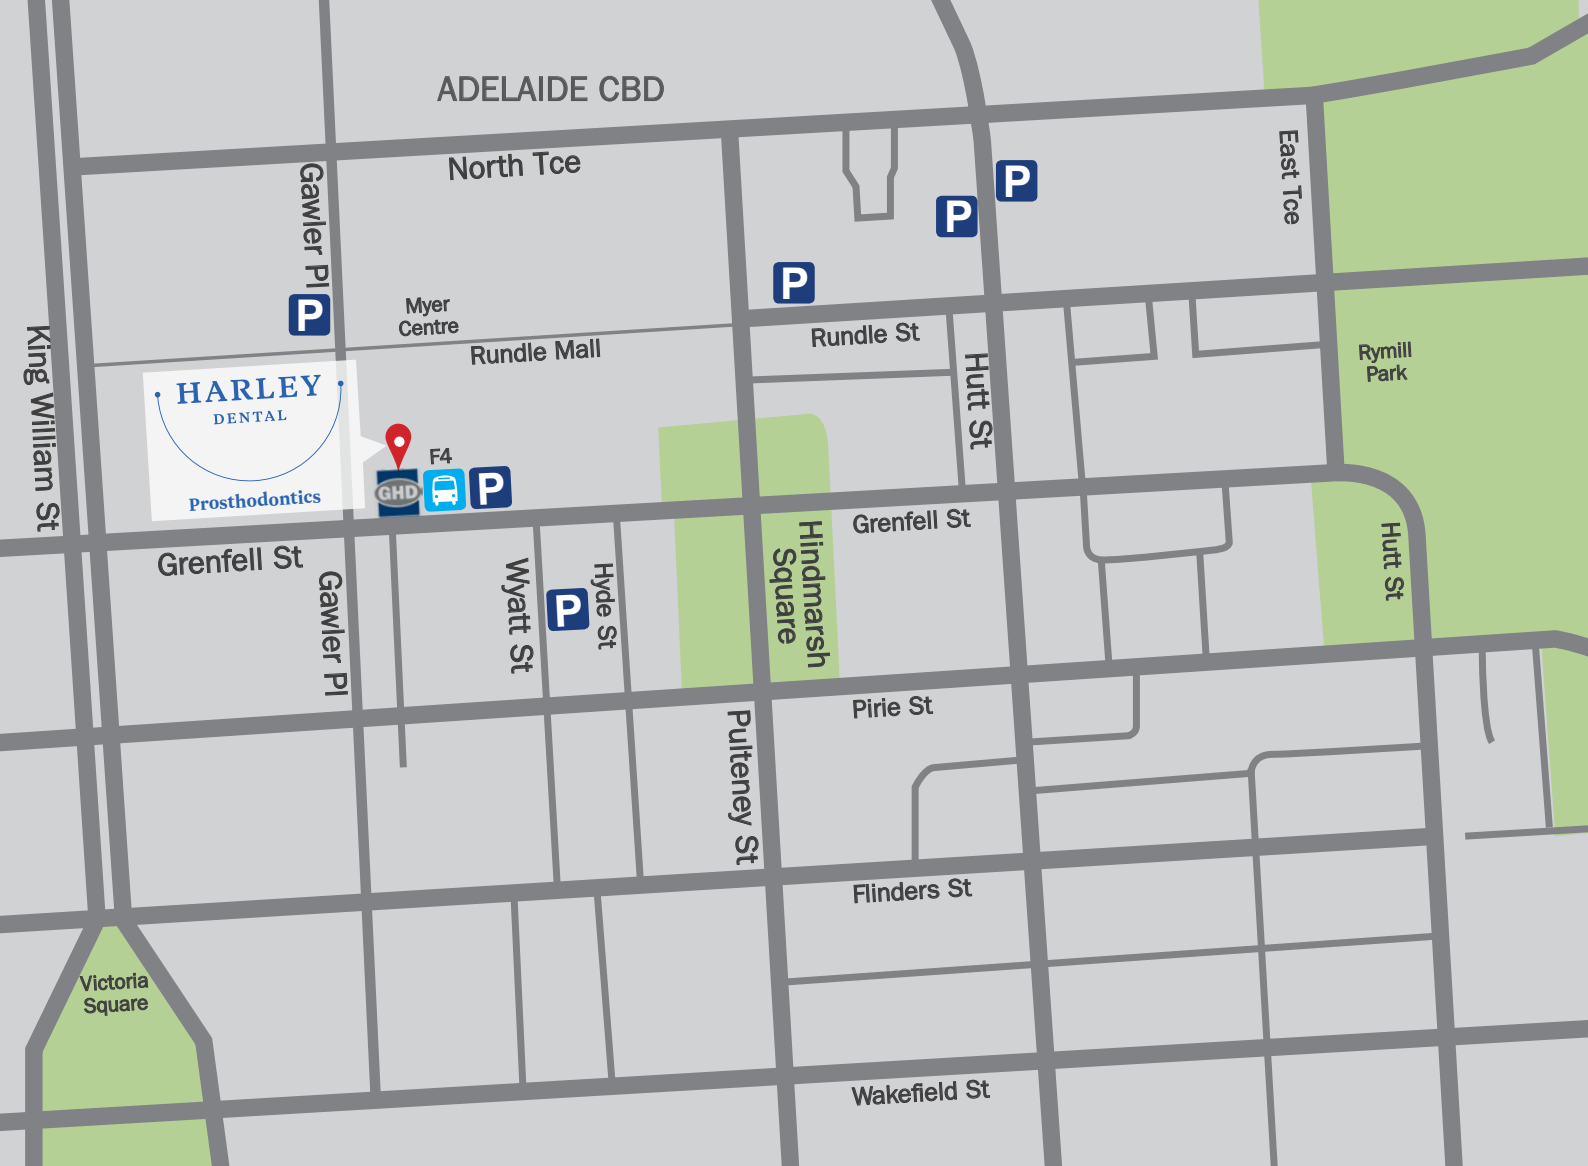 ADELAIDE CBD
North Tce
Gawler Pl
East Tce
P
P
P
P
Myer
Centre
Rundle Mall
Rundle St
King William St
Hutt St
Rymill
Park
HARLEY
DENTAL
Prosthodontics
F4
GHD
P
Grenfell St
Grenfell St
Gawler Pl
Wyatt St
P
Hyde St
Hindmarsh
Square
Hutt St
Pirie St
Pulteney St
Flinders St
Victoria
Square
Wakefield St